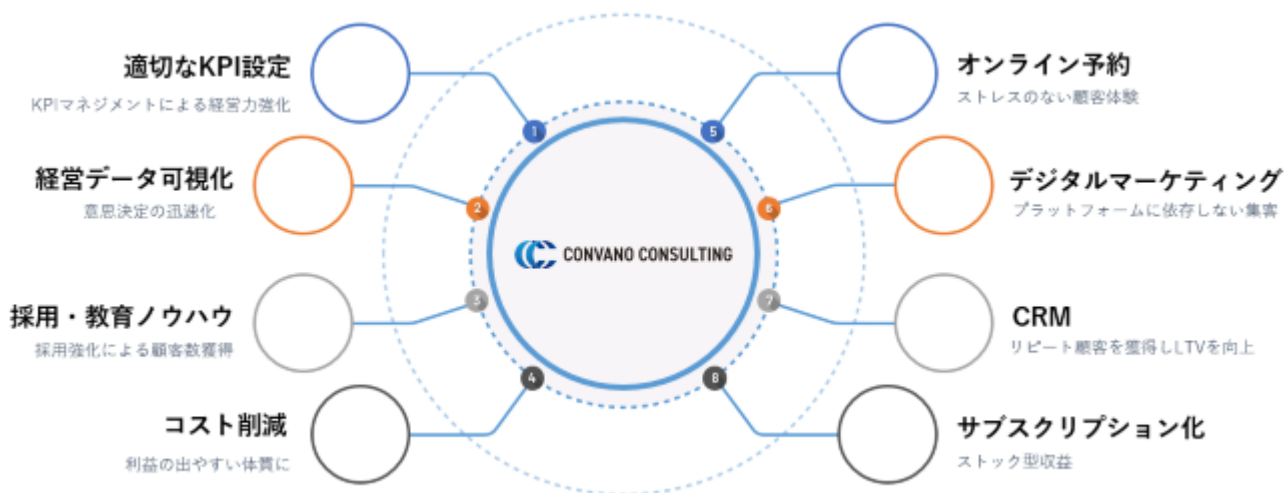 適切なKPI設定
KPIマネジメントによる経営力強化
1
経営データ可視化
意思決定の迅速化
2
採用・教育ノウハウ
採用強化による顧客数獲得
3
コスト削減
利益の出やすい体質に
4
CONVANO CONSULTING
オンライン予約
ストレスのない顧客体験
5
デジタルマーケティング
プラットフォームに依存しない集客
6
CRM
リピート顧客を獲得しLTVを向上
7
サブスクリプション化
ストック型収益
8